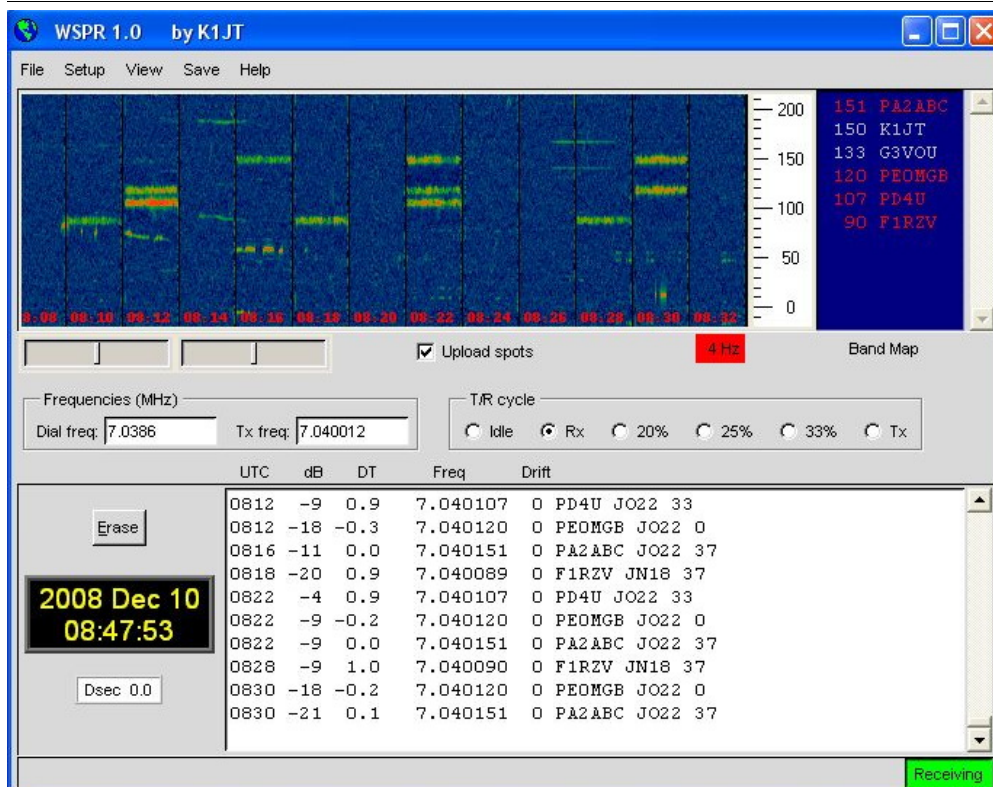 WSPR 1.0 by K1JT
File Setup View Save Help
200
150
100
50
0
151 PA2ABC
150 K1JT
133 G3VOU
120 PE0MGB
107 PD4U
90 F1RZV
8:08 08:10 08:12 08:14 08:16 08:18 08:20 08:22 08:24 08:26 08:28 08:30 08:32
Upload spots 4 Hz Band Map
Frequencies (MHz) T/R cycle
Dial freq: 7.0386 Tx freq: 7.040012 Idle Rx 20% 25% 33% Tx
UTC dB DT Freq Drift
Erase
2008 Dec 10
08:47:53
Dsec 0.0
0812 -9 0.9 7.040107 0 PD4U JO22 33
0812 -18 -0.3 7.040120 0 PE0MGB JO22 0
0816 -11 0.0 7.040151 0 PA2ABC JO22 37
0818 -20 0.9 7.040089 0 F1RZV JN18 37
0822 -4 0.9 7.040107 0 PD4U JO22 33
0822 -9 -0.2 7.040120 0 PE0MGB JO22 0
0822 -9 0.0 7.040151 0 PA2ABC JO22 37
0828 -9 1.0 7.040090 0 F1RZV JN18 37
0830 -18 -0.2 7.040120 0 PE0MGB JO22 0
0830 -21 0.1 7.040151 0 PA2ABC JO22 37
Receiving